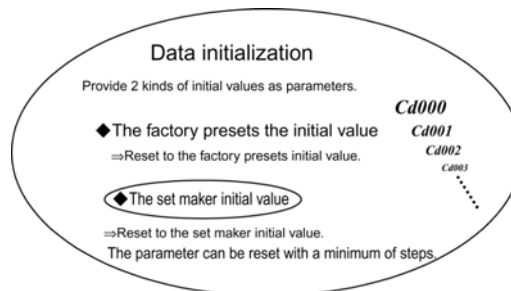 Data initialization
Provide 2 kinds of initial values as parameters.
Cd000
◆The factory presets the initial value
Cd001
⇒Reset to the factory presets initial value.
Cd002
Cd003
◆The set maker initial value
⇒Reset to the set maker initial value.
The parameter can be reset with a minimum of steps.